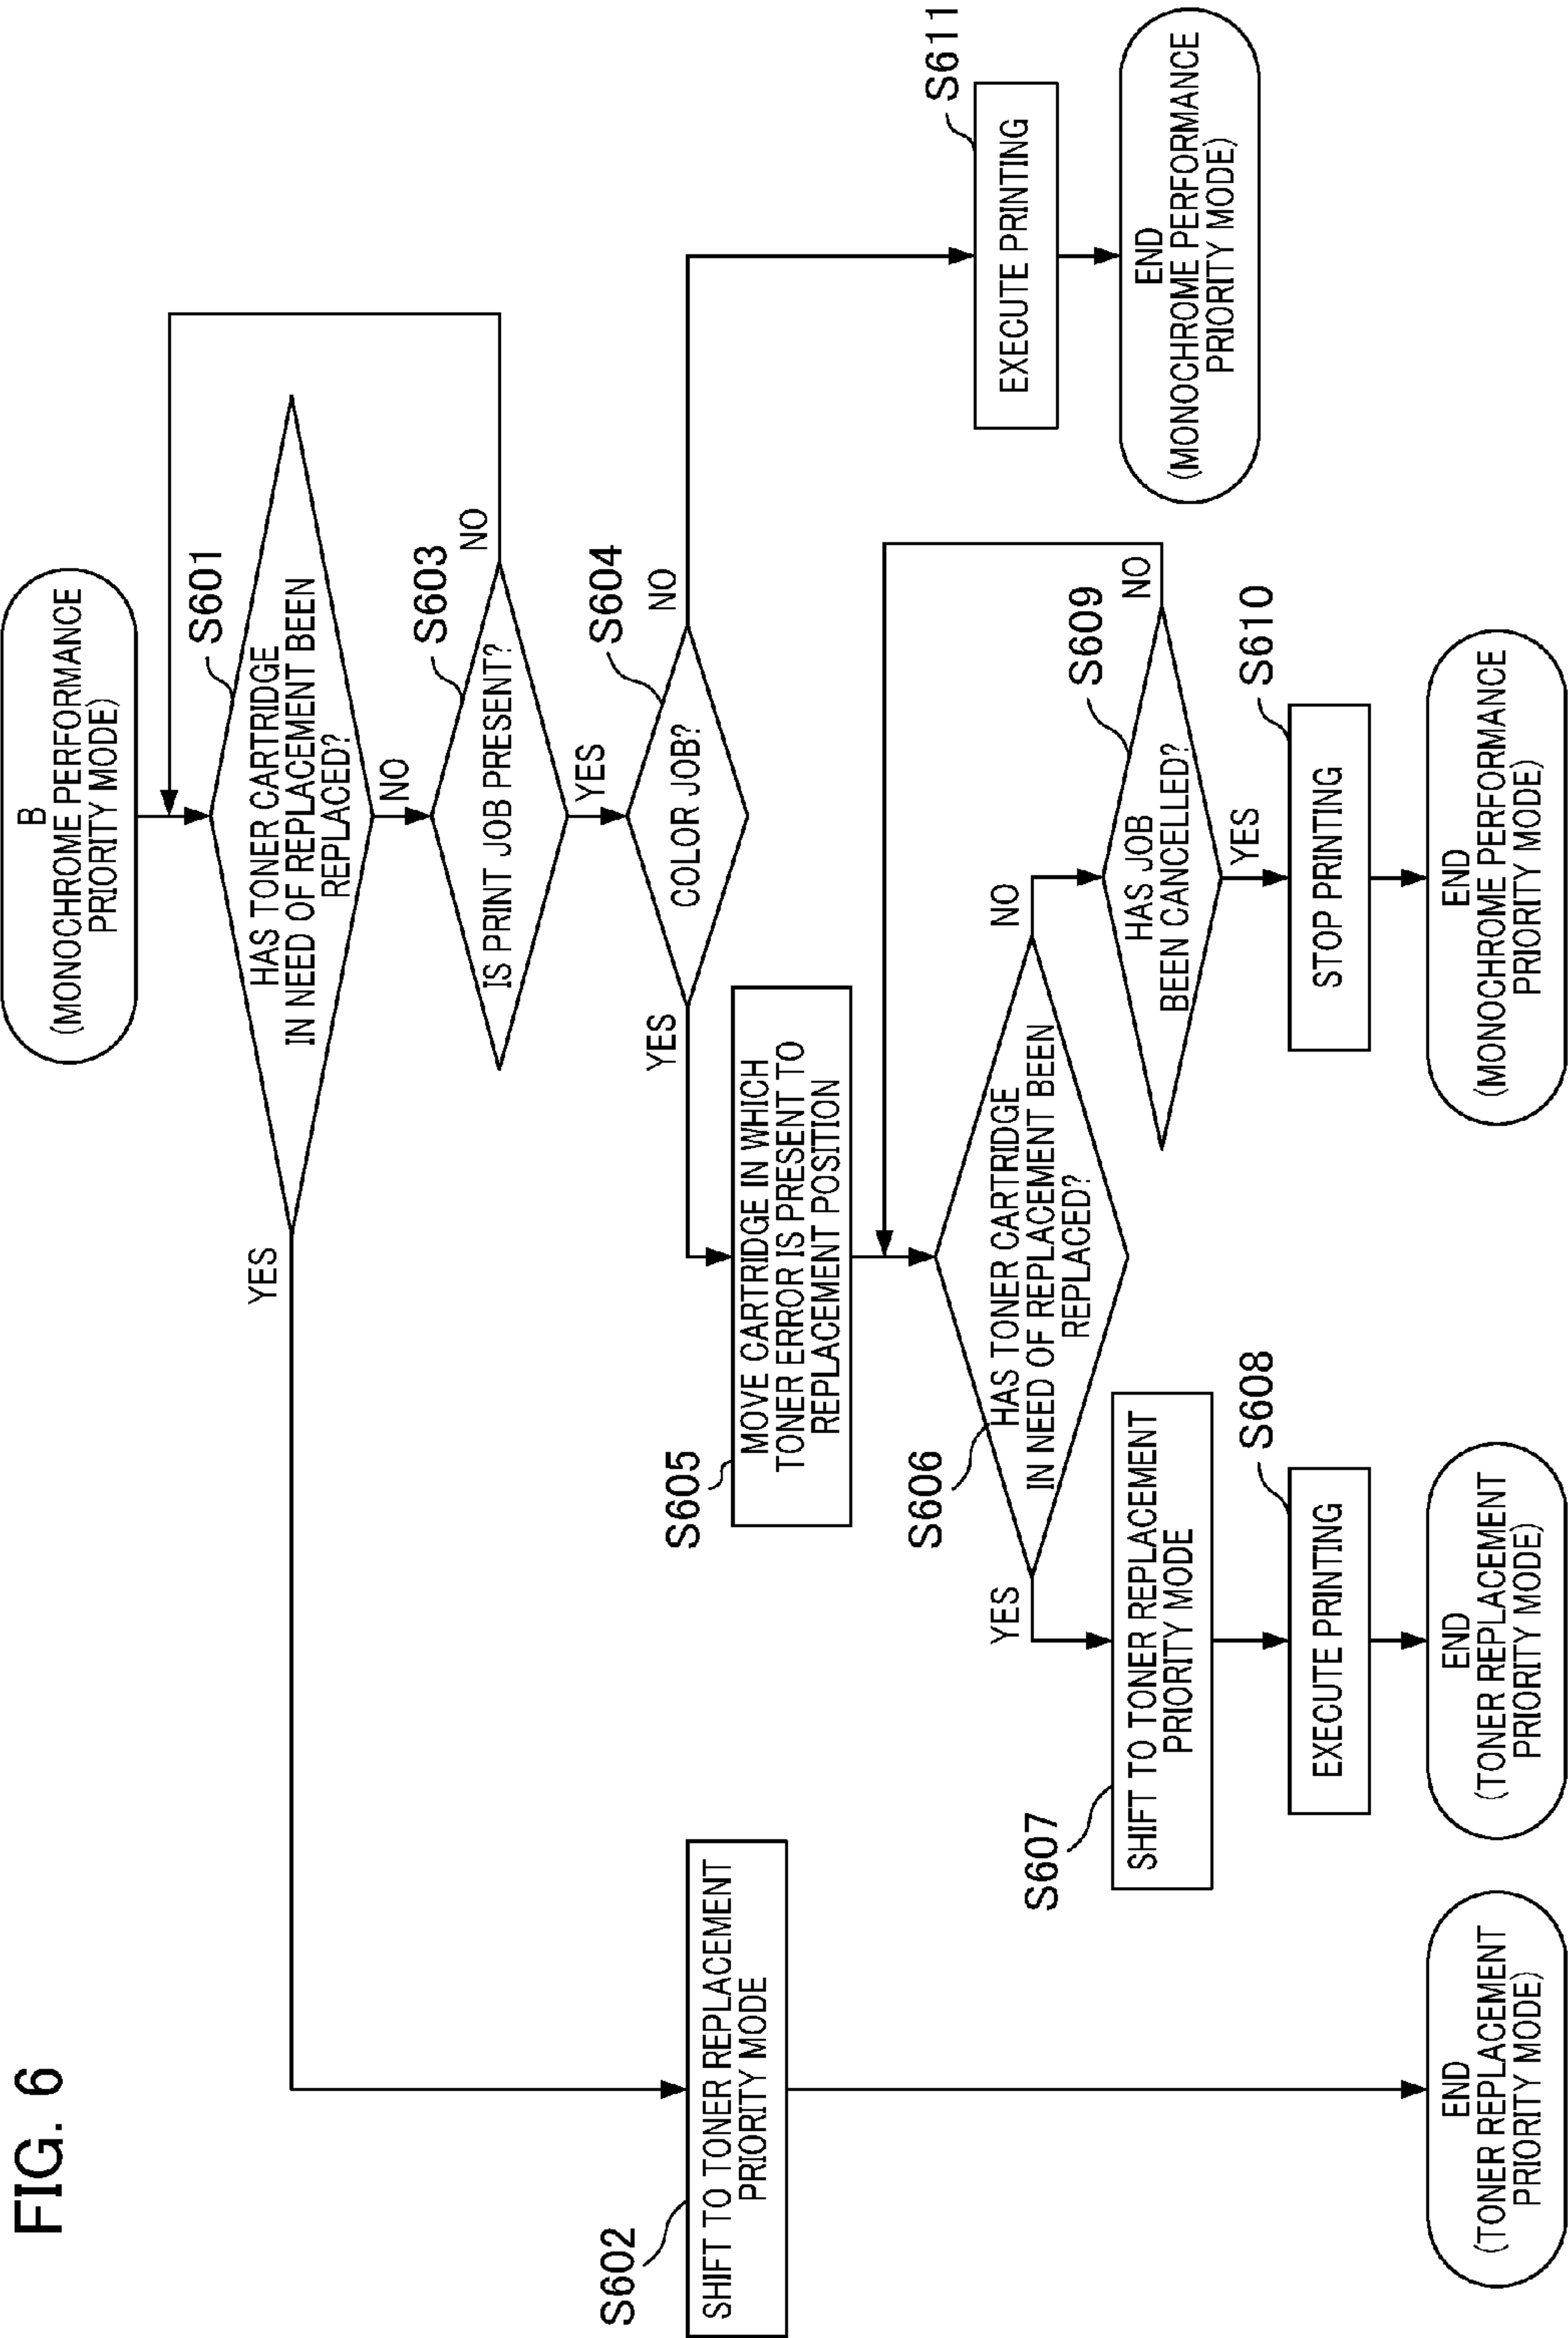 FIG. 6
B
(MONOCHROME PERFORMANCE
PRIORITY MODE)
S601
HAS TONER CARTRIDGE
IN NEED OF REPLACEMENT BEEN
REPLACED?
YES
NO
S603
IS PRINT JOB PRESENT?
NO
YES
S604
COLOR JOB?
YES
NO
S602
SHIFT TO TONER REPLACEMENT
PRIORITY MODE
S605
MOVE CARTRIDGE IN WHICH
TONER ERROR IS PRESENT TO
REPLACEMENT POSITION
S606
HAS TONER CARTRIDGE
IN NEED OF REPLACEMENT BEEN
REPLACED?
YES
NO
S611
EXECUTE PRINTING
END
(MONOCHROME PERFORMANCE
PRIORITY MODE)
S607
SHIFT TO TONER REPLACEMENT
PRIORITY MODE
S609
HAS JOB
BEEN CANCELLED?
NO
YES
S608
EXECUTE PRINTING
S610
STOP PRINTING
END
(TONER REPLACEMENT
PRIORITY MODE)
END
(TONER REPLACEMENT
PRIORITY MODE)
END
(MONOCHROME PERFORMANCE
PRIORITY MODE)